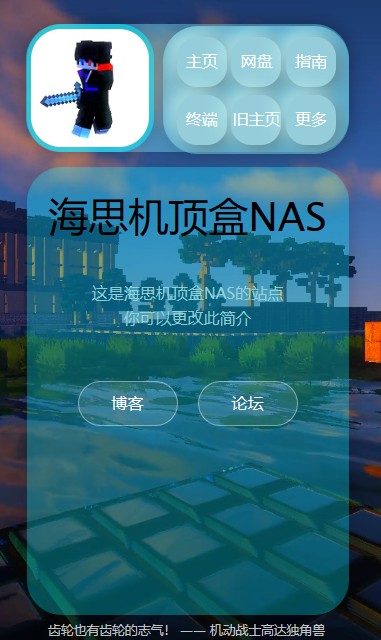 主页 网盘 指南
终端 旧主页 更多
海思机顶盒NAS
这是海思机顶盒NAS的站点
你可以更改此简介
博客 论坛
齿轮也有齿轮的志气！ —— 机动战士高达独角兽